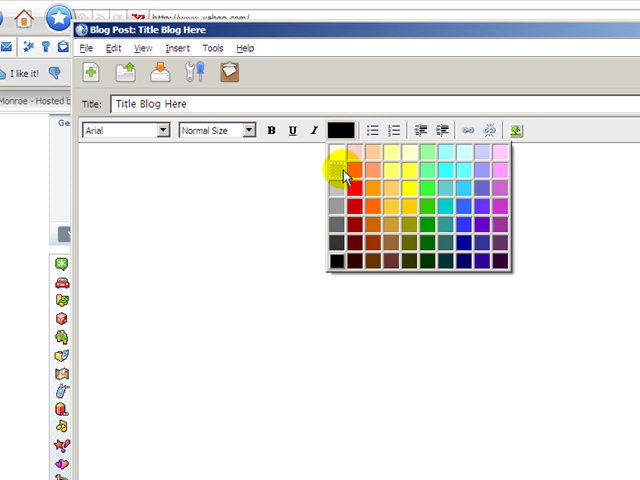 http://www.yahoo.com/
Blog Post: Title Blog Here
File Edit View Insert Tools Help
I like it!
Monroe - Hosted b
Title: Title Blog Here
Ge
Arial Normal Size B U I